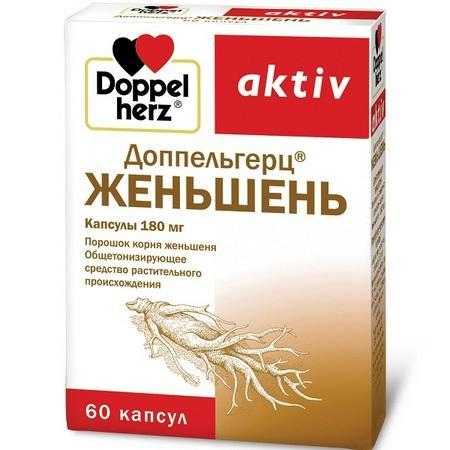 Doppel
herz®
aktiv
Доппельгерц®
ЖЕНЬШЕНЬ
Капсулы 180 мг
Порошок корня женьшеня
Общетонизирующее
средство растительного
происхождения
60 капсул